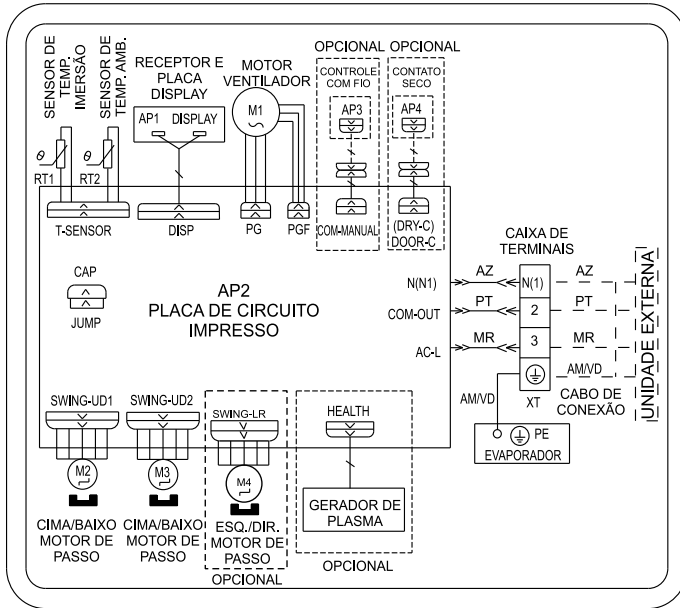 SENSOR DE
TEMP.
IMERSÃO
SENSOR DE
TEMP. AMB.
RECEPTOR E
PLACA
DISPLAY
MOTOR
VENTILADOR
OPCIONAL
OPCIONAL
CONTROLE
COM FIO
CONTATO
SECO
AP1
DISPLAY
M1
AP3
AP4
θ
θ
RT1
RT2
T-SENSOR
DISP
PG
PGF
COM-MANUAL
(DRY-C)
DOOR-C
CAIXA DE
TERMINAIS
CAP
JUMP
AP2
PLACA DE CIRCUITO
IMPRESSO
N(N1)
AZ
N(1)
AZ
COM-OUT
PT
2
PT
AC-L
MR
3
MR
AM/VD
AM/VD
XT
CABO DE
CONEXÃO
UNIDADE EXTERNA
PE
EVAPORADOR
SWING-UD1
SWING-UD2
SWING-LR
HEALTH
M2
M3
M4
CIMA/BAIXO
MOTOR DE
PASSO
CIMA/BAIXO
MOTOR DE
PASSO
ESQ./DIR.
MOTOR DE
PASSO
OPCIONAL
GERADOR DE
PLASMA
OPCIONAL